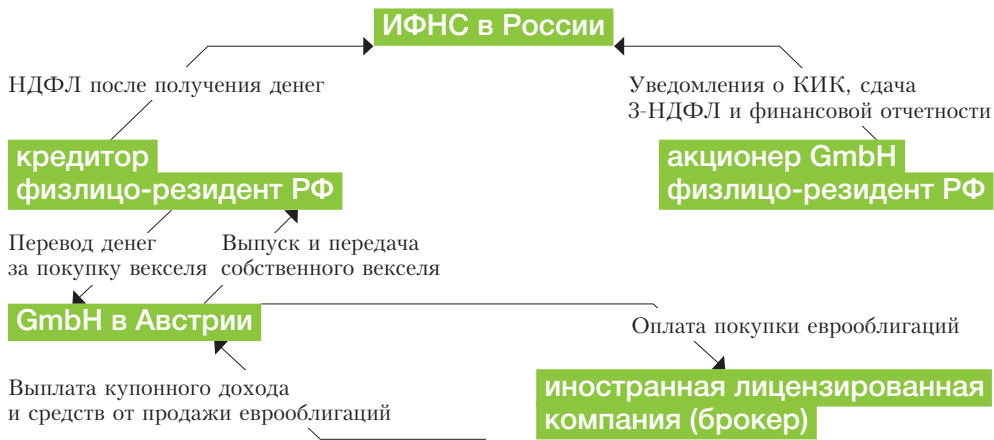 ИФНС в России
НДФЛ после получения денег
Уведомления о КИК, сдача
3-НДФЛ и финансовой отчетности
кредитор
физлицо-резидент РФ
акционер GmbH
физлицо-резидент РФ
Перевод денег
за покупку векселя
Выпуск и передача
собственного векселя
GmbH в Австрии
Оплата покупки еврооблигаций
Выплата купонного дохода
и средств от продажи еврооблигаций
иностранная лицензированная
компания (брокер)